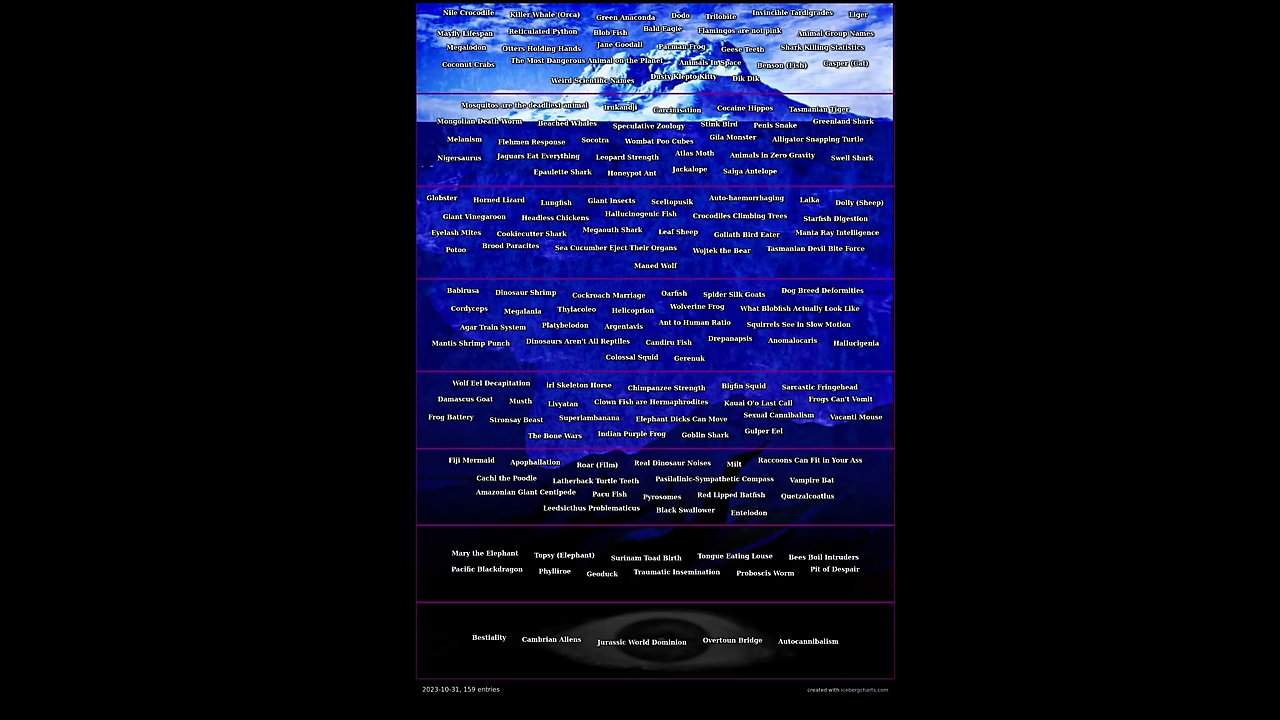 Nile Crocodile Killer Whale (Orca) Green Anaconda Dodo Trilobite Invincible Tardigrades Liger
Mayfly Lifespan Reticulated Python Blob Fish Bald Eagle Flamingos are not pink Animal Group Names
Megalodon Otters Holding Hands Jane Goodall Pacman Frog Geese Teeth Shark Killing Statistics
Coconut Crabs The Most Dangerous Animal on the Planet Animals In Space Benson (Fish) Casper (Cat)
Weird Scientific Names Dusty Klepto Kitty Dik Dik
Mosquitos are the deadliest animal Irukandji Carcinisation Cocaine Hippos Tasmanian Tiger
Mongolian Death Worm Beached Whales Speculative Zoology Stink Bird Penis Snake Greenland Shark
Melanism Flehmen Response Socotra Wombat Poo Cubes Gila Monster Alligator Snapping Turtle
Nigersaurus Jaguars Eat Everything Leopard Strength Atlas Moth Animals in Zero Gravity Swell Shark
Epaulette Shark Honeypot Ant Jackalope Saiga Antelope
Globster Horned Lizard Lungfish Giant Insects Sceltopusik Auto-haemorrhaging Laika Dolly (Sheep)
Giant Vinegaroon Headless Chickens Hallucinogenic Fish Crocodiles Climbing Trees Starfish Digestion
Eyelash Mites Cookiecutter Shark Megaouth Shark Leaf Sheep Goliath Bird Eater Manta Ray Intelligence
Potoo Brood Parasites Sea Cucumber Eject Their Organs Wojtek the Bear Tasmanian Devil Bite Force
Maned Wolf
Babirusa Dinosaur Shrimp Cockroach Marriage Oarfish Spider Silk Goats Dog Breed Deformities
Cordyceps Megalania Thylacoleo Helicoprion Wolverine Frog What Blobfish Actually Look Like
Agar Train System Platybelodon Argentavis Ant to Human Ratio Squirrels See in Slow Motion
Mantis Shrimp Punch Dinosaurs Aren't All Reptiles Candiru Fish Drepanapsis Anomalocaris Hallucigenia
Colossal Squid Gerenuk
Wolf Eel Decapitation irl Skeleton Horse Chimpanzee Strength Bigfin Squid Sarcastic Fringehead
Damascus Goat Musth Livyatan Clown Fish are Hermaphrodites Kauai O'o Last Call Frogs Can't Vomit
Frog Battery Stronsay Beast Superlambanana Elephant Dicks Can Move Sexual Cannibalism Vacanti Mouse
The Bone Wars Indian Purple Frog Goblin Shark Gulper Eel
Fiji Mermaid Apophallation Roar (Film) Real Dinosaur Noises Milt Raccoons Can Fit in Your Ass
Cachi the Poodle Latherback Turtle Teeth Pasilalinic-Sympathetic Compass Vampire Bat
Amazonian Giant Centipede Pacu Fish Pyrosomes Red Lipped Batfish Quetzalcoatlus
Leedsicthus Problematicus Black Swallower Entelodon
Mary the Elephant Topsy (Elephant) Surinam Toad Birth Tongue Eating Louse Bees Boil Intruders
Pacific Blackdragon Phylliroe Geoduck Traumatic Insemination Proboscis Worm Pit of Despair
Bestiality Cambrian Aliens Jurassic World Dominion Overtoun Bridge Autocannibalism
2023-10-31, 159 entries created with icebergcharts.com